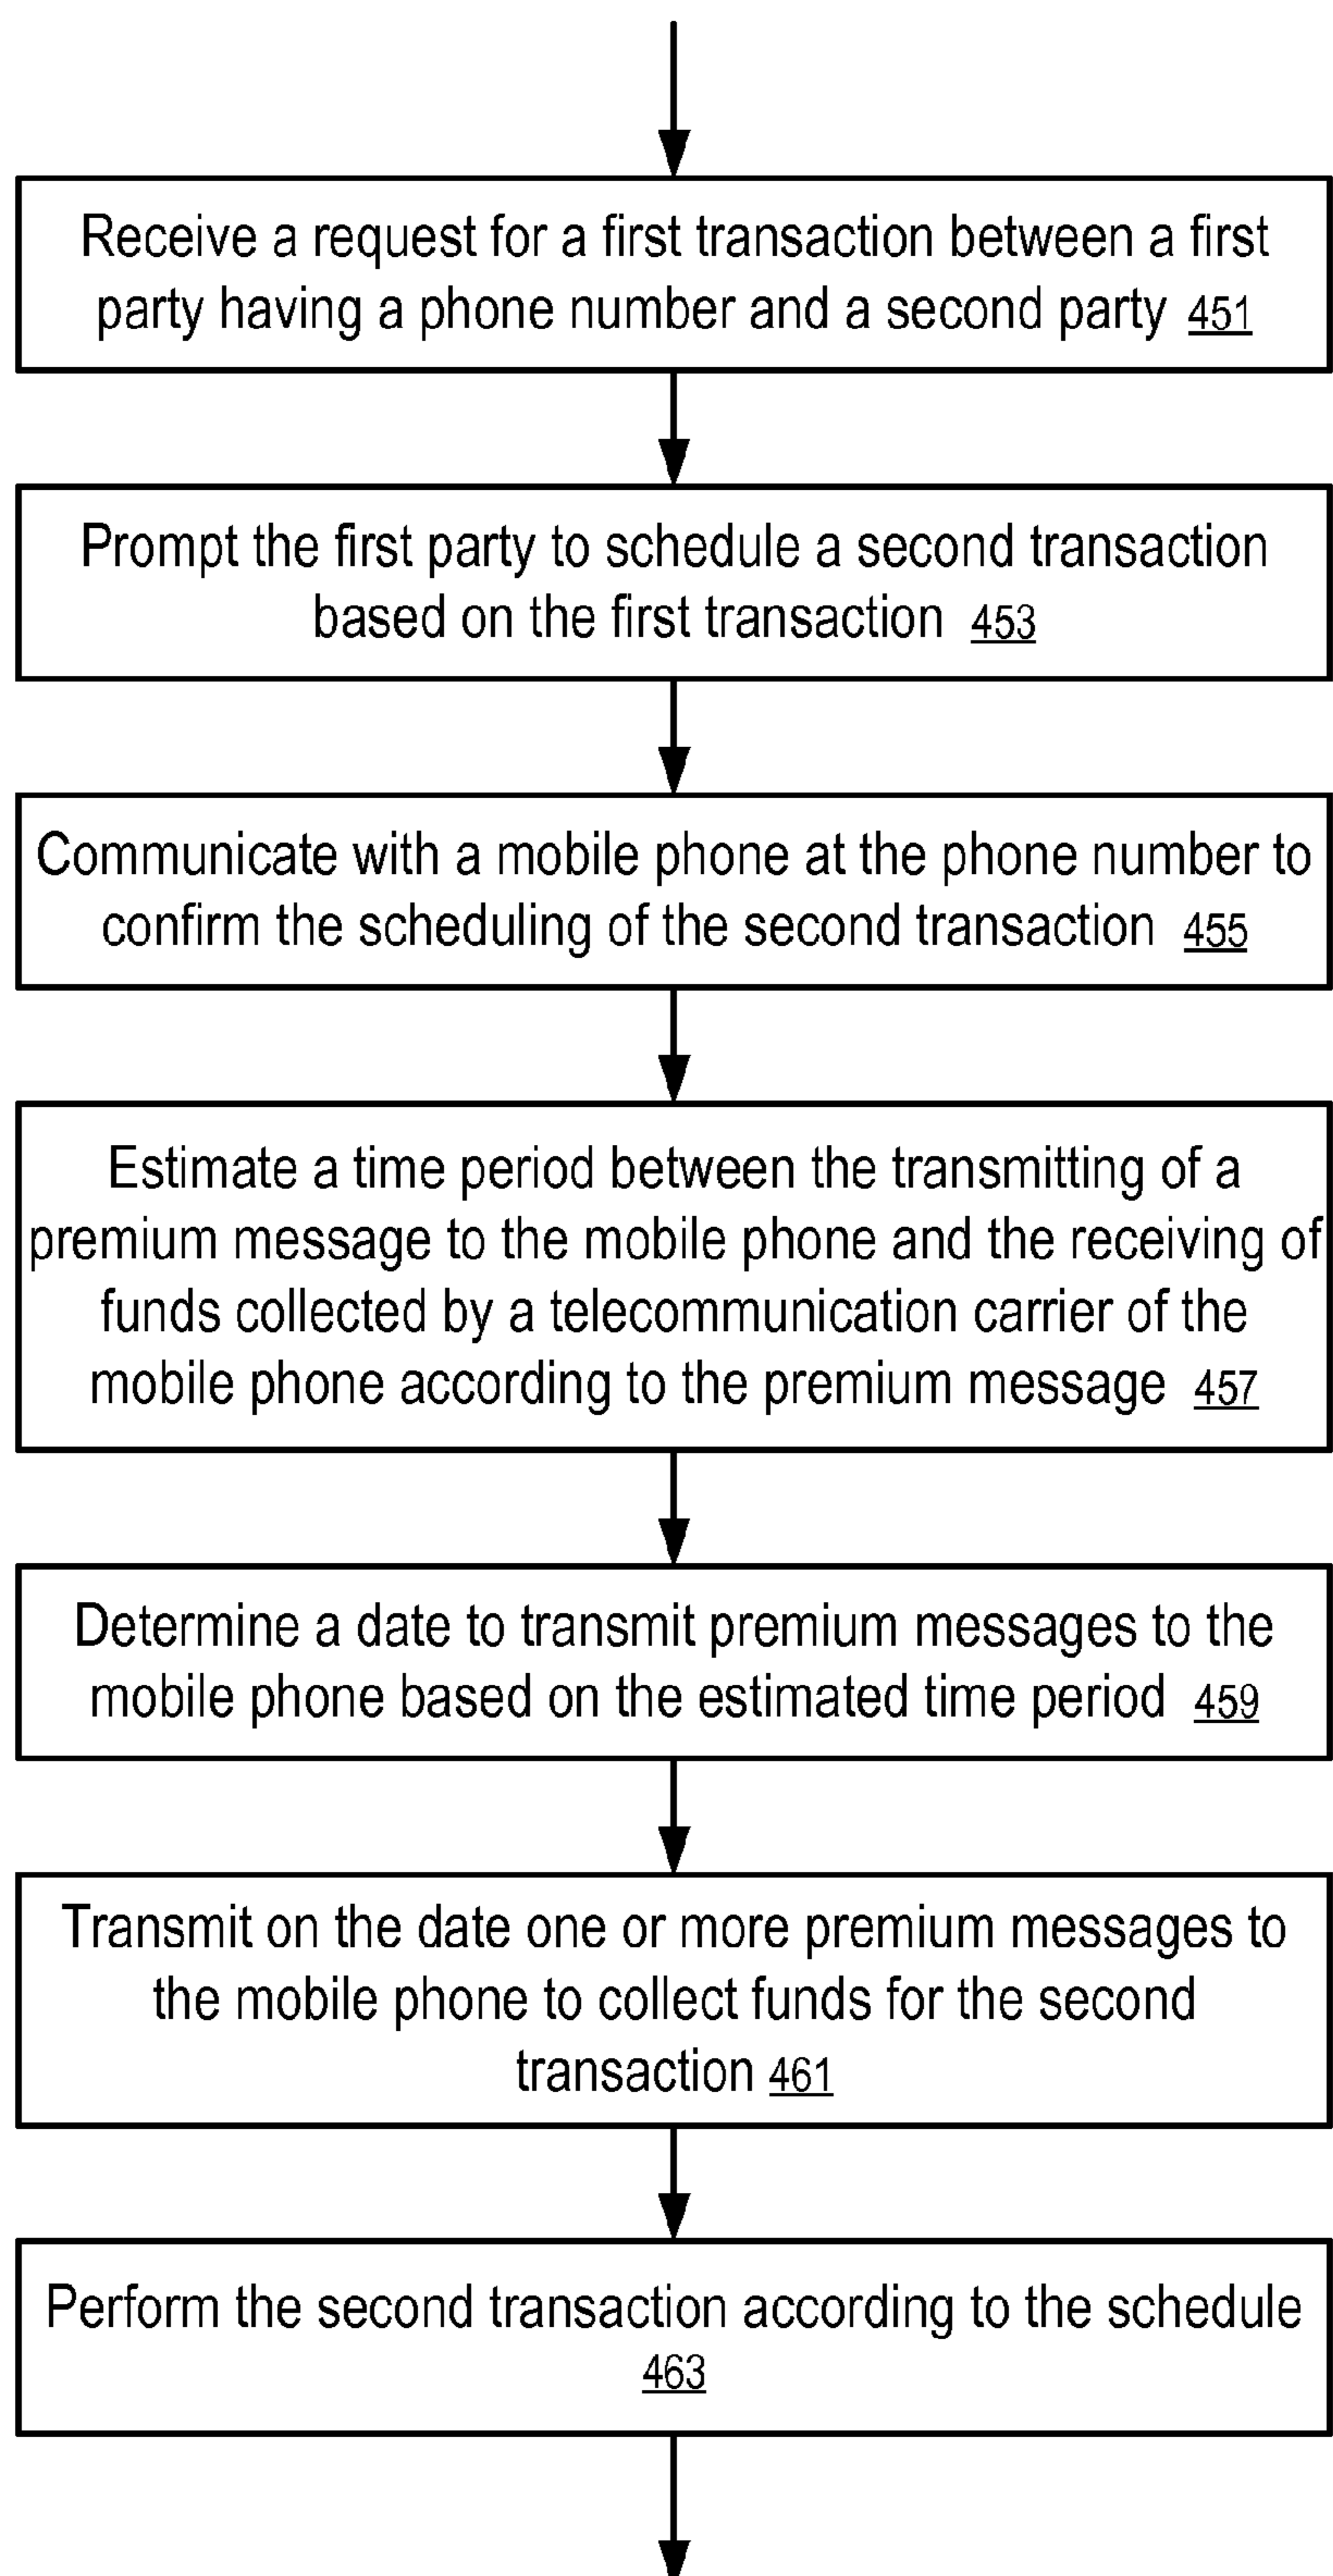 Receive a request for a first transaction between a first
party having a phone number and a second party 451
Prompt the first party to schedule a second transaction
based on the first transaction 453
Communicate with a mobile phone at the phone number to
confirm the scheduling of the second transaction 455
Estimate a time period between the transmitting of a
premium message to the mobile phone and the receiving of
funds collected by a telecommunication carrier of the
mobile phone according to the premium message 457
Determine a date to transmit premium messages to the
mobile phone based on the estimated time period 459
Transmit on the date one or more premium messages to
the mobile phone to collect funds for the second
transaction 461
Perform the second transaction according to the schedule
463